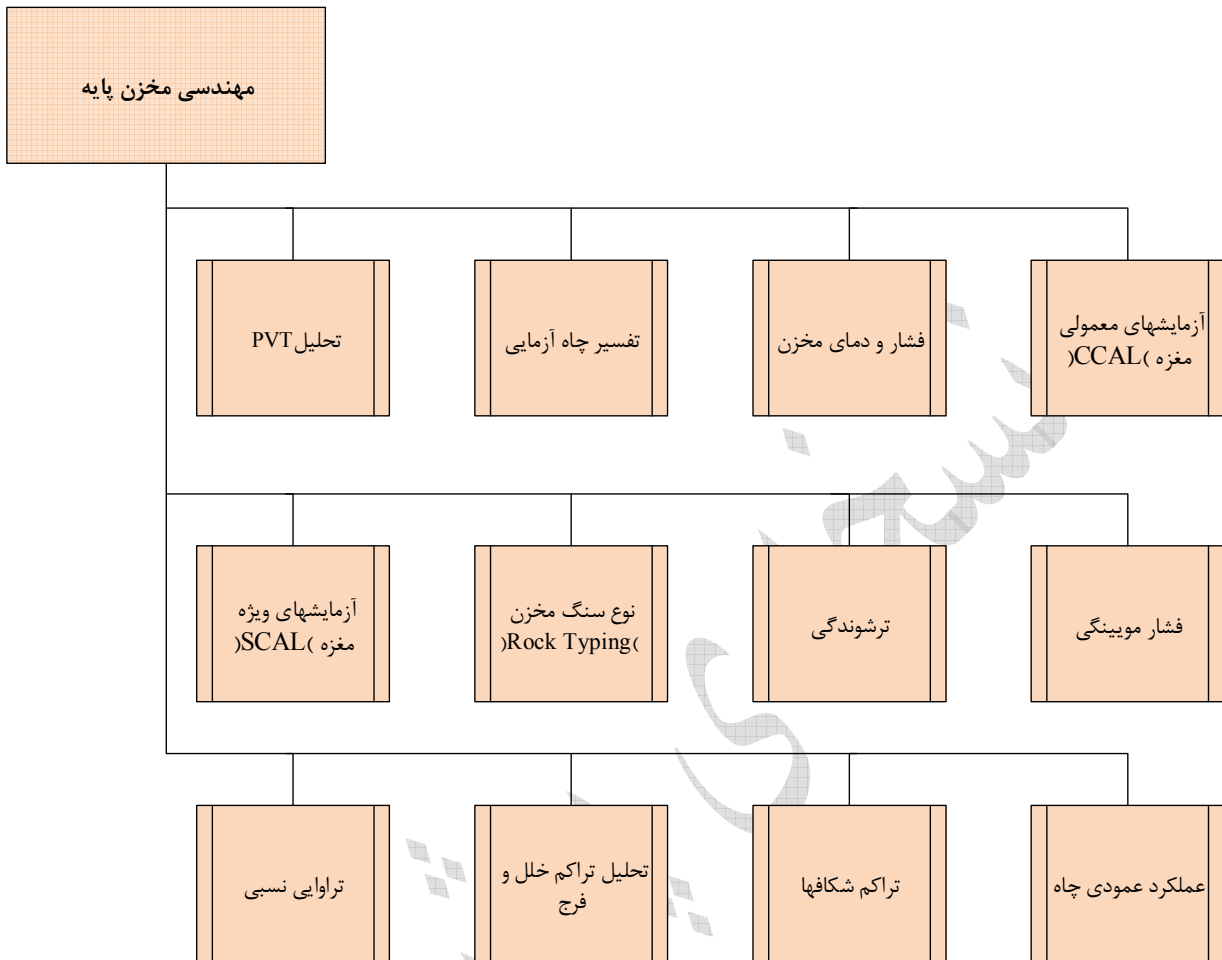 مهندسی مخزن پایه
آزمایشهای معمولی
مغزه )CCAL(
فشار و دمای مخزن
تفسیر چاه آزمایی
تحلیل PVT
فشار مویینگی
ترشوندگی
نوع سنگ مخزن
)Rock Typing(
آزمایشهای ویژه
مغزه )SCAL(
عملکرد عمودی چاه
تراکم شکافها
تحلیل تراکم خلل و
فرج
تراوایی نسبی